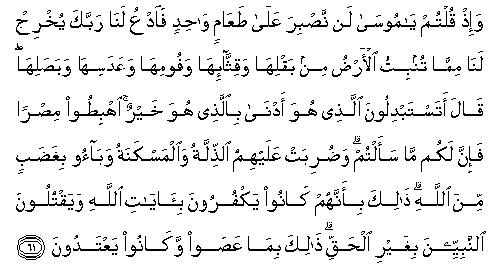 وَإِذْ قُلْتُمْ يَٰمُوسَىٰ لَن نَّصْبِرَ عَلَىٰ طَعَامٍ وَٰحِدٍ فَٱدْعُ لَنَا رَبَّكَ يُخْرِجْ
لَنَا مِمَّا تُنۢبِتُ ٱلْأَرْضُ مِنۢ بَقْلِهَا وَقِثَّآئِهَا وَفُومِهَا وَعَدَسِهَا وَبَصَلِهَا ۖ
قَالَ أَتَسْتَبْدِلُونَ ٱلَّذِى هُوَ أَدْنَىٰ بِٱلَّذِى هُوَ خَيْرٌ ۚ ٱهْبِطُوا۟ مِصْرًا
فَإِنَّ لَكُم مَّا سَأَلْتُمْ ۗ وَضُرِبَتْ عَلَيْهِمُ ٱلذِّلَّةُ وَٱلْمَسْكَنَةُ وَبَآءُو بِغَضَبٍ
مِّنَ ٱللَّهِ ۗ ذَٰلِكَ بِأَنَّهُمْ كَانُوا۟ يَكْفُرُونَ بِـَٔايَٰتِ ٱللَّهِ وَيَقْتُلُونَ
ٱلنَّبِيِّـۧنَ بِغَيْرِ ٱلْحَقِّ ۗ ذَٰلِكَ بِمَا عَصَوا۟ وَّكَانُوا۟ يَعْتَدُونَ ٦١